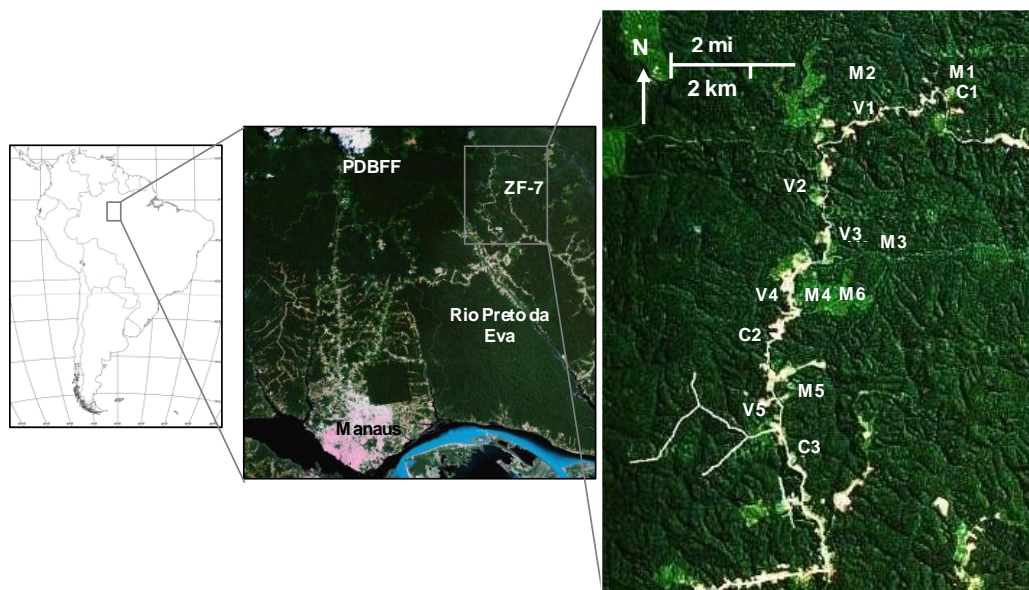 PDBFF
ZF-7
Rio Preto da
Eva
Manaus
N
2 mi
2 km
M2
M1
C1
V1
V2
V3
M3
V4
M4 M6
C2
M5
V5
C3